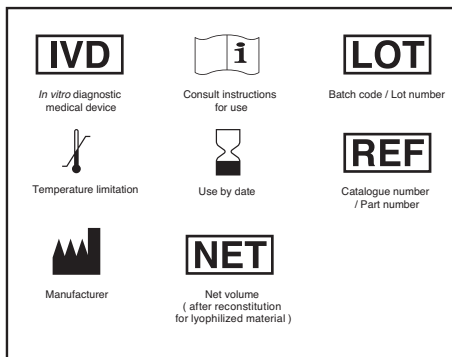 IVD
i
LOT
In vitro diagnostic
medical device
Consult instructions
for use
Batch code / Lot number
REF
Temperature limitation
Use by date
Catalogue number
/ Part number
NET
Manufacturer
Net volume
( after reconstitution
for lyophilized material )